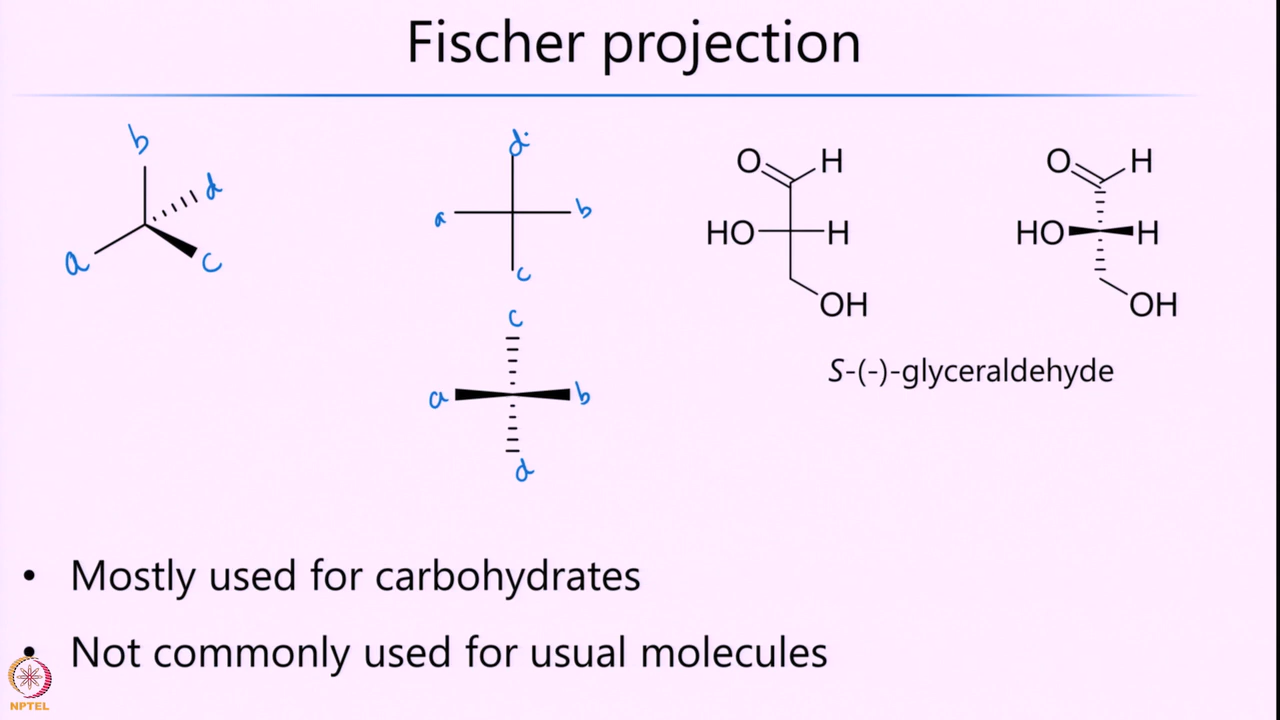 Fischer projection
b
d
a
c
d
a
b
c
c
a
b
d
O H
HO H
OH
O H
HO H
OH
S-(-)-glyceraldehyde
• Mostly used for carbohydrates
• Not commonly used for usual molecules
NPTEL